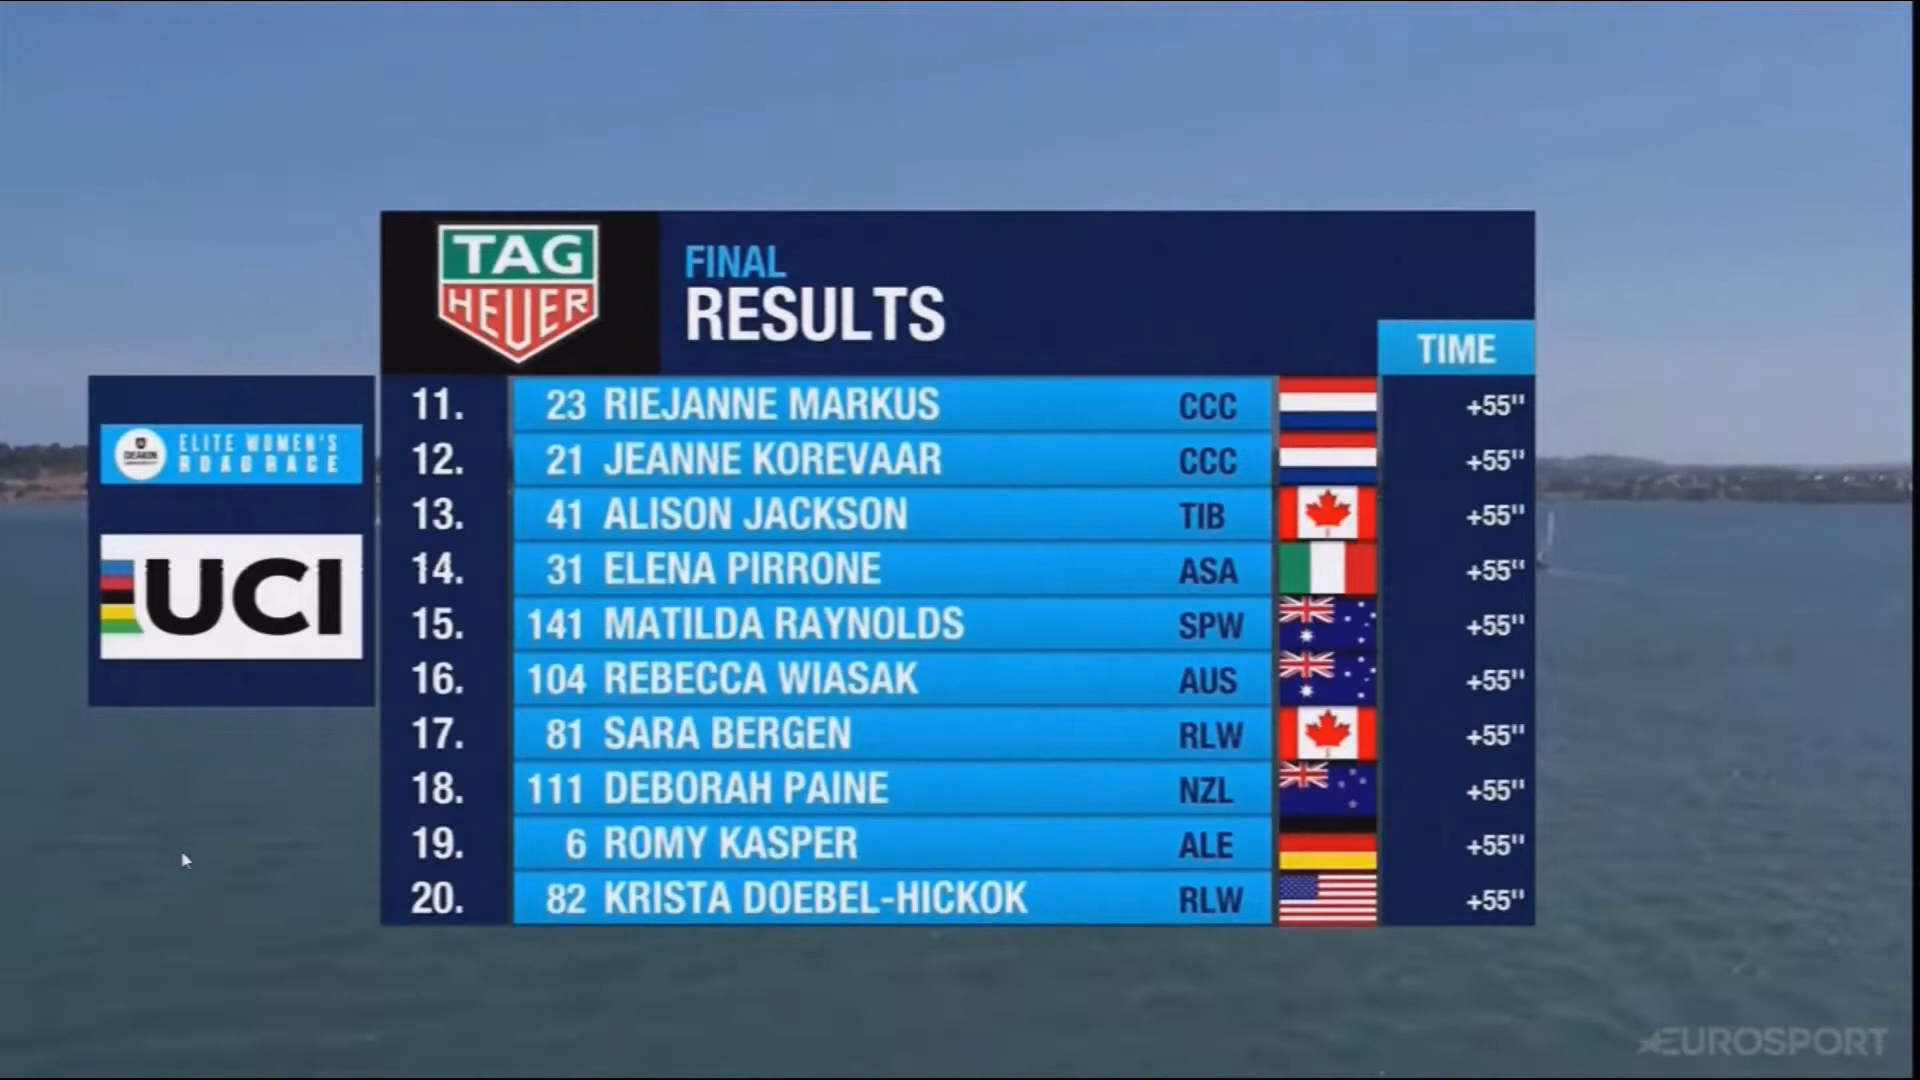 TAG
HEUER
FINAL
RESULTS
TIME
DEAKIN
ELITE WOMEN'S
ROAD RACE
UCI
11. 23 RIEJANNE MARKUS CCC +55"
12. 21 JEANNE KOREVAAR CCC +55"
13. 41 ALISON JACKSON TIB +55"
14. 31 ELENA PIRRONE ASA +55"
15. 141 MATILDA RAYNOLDS SPW +55"
16. 104 REBECCA WIASAK AUS +55"
17. 81 SARA BERGEN RLW +55"
18. 111 DEBORAH PAINE NZL +55"
19. 6 ROMY KASPER ALE +55"
20. 82 KRISTA DOEBEL-HICKOK RLW +55"
EUROSPORT